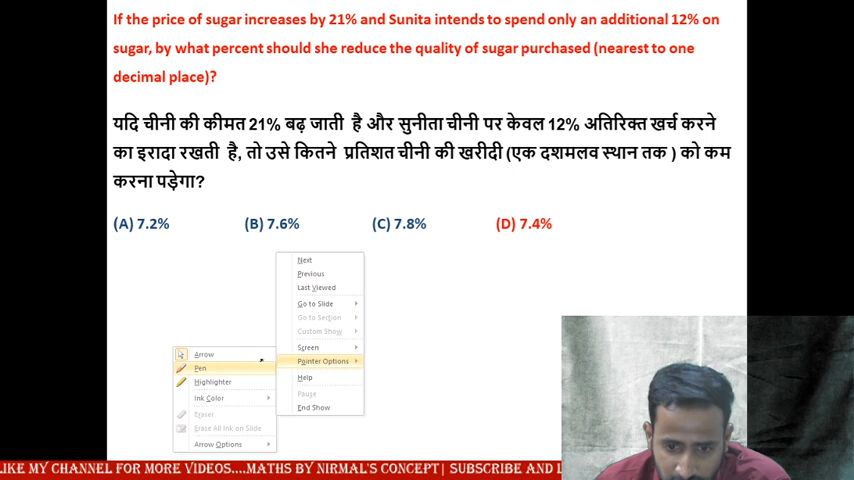 If the price of sugar increases by 21% and Sunita intends to spend only an additional 12% on
sugar, by what percent should she reduce the quality of sugar purchased (nearest to one
decimal place)?
यदि चीनी की कीमत 21% बढ़ जाती है और सुनीता चीनी पर केवल 12% अतिरिक्त खर्च करने
का इरादा रखती है, तो उसे कितने प्रतिशत चीनी की खरीदी (एक दशमलव स्थान तक ) को कम
करना पड़ेगा?
(A) 7.2% (B) 7.6% (C) 7.8% (D) 7.4%
Next
Previous
Last Viewed
Go to Slide
Go to Section
Custom Show
Screen
Pointer Options
Help
Pause
End Show
Arrow
Pen
Highlighter
Ink Color
Eraser
Erase All Ink on Slide
Arrow Options
LIKE MY CHANNEL FOR MORE VIDEOS....MATHS BY NIRMAL'S CONCEPT| SUBSCRIBE AND L